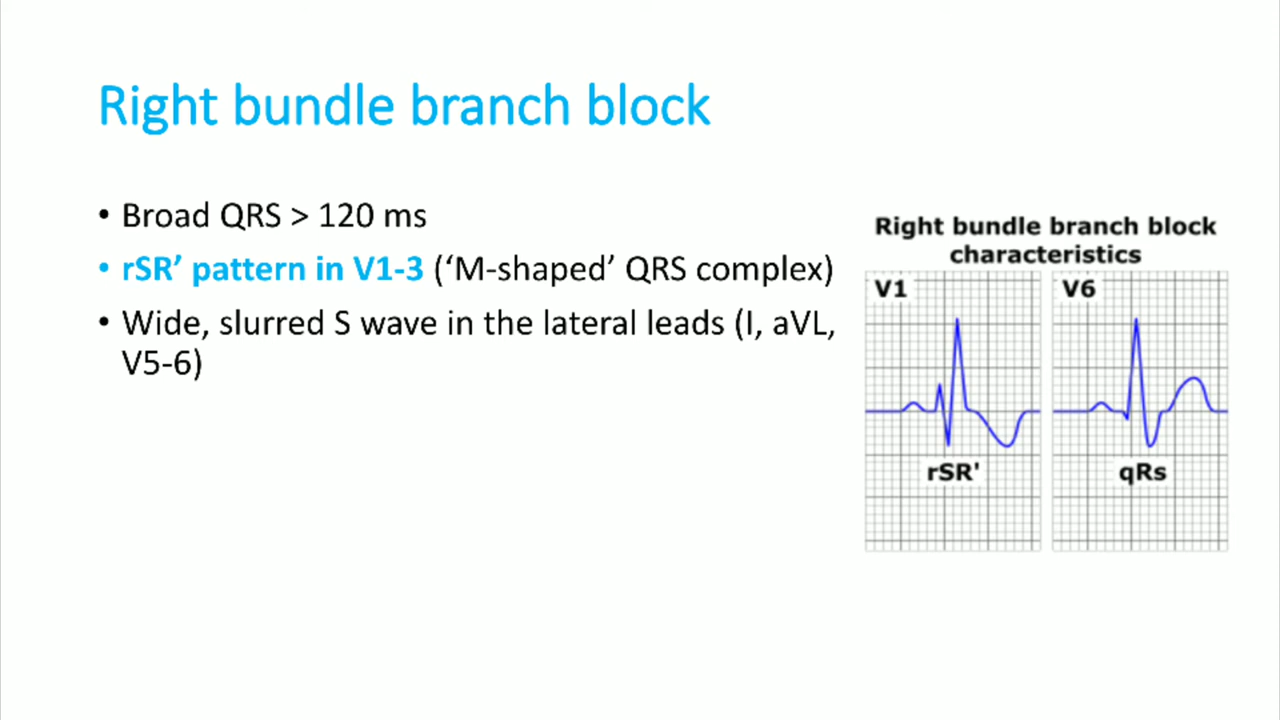 Right bundle branch block
• Broad QRS > 120 ms
• rSR’ pattern in V1-3 (‘M-shaped’ QRS complex)
• Wide, slurred S wave in the lateral leads (I, aVL,
V5-6)
Right bundle branch block
characteristics
V1
V6
rSR'
qRs